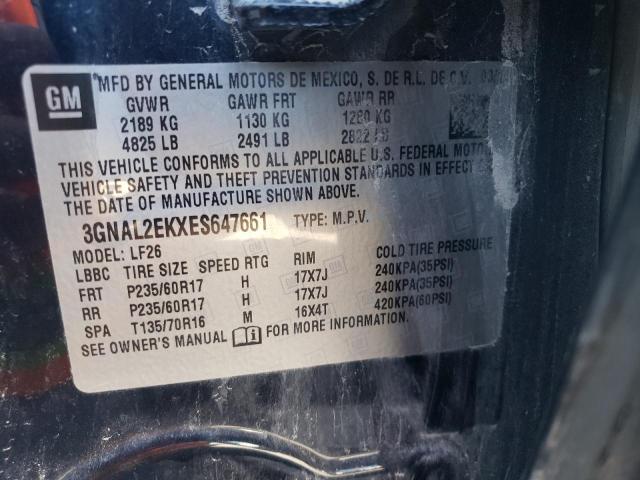 GM
MFD BY GENERAL MOTORS DE MEXICO, S. DE R.L. DE C.V.
GVWR GAWR FRT GAWR RR
2189 KG 1130 KG 1280 KG
4825 LB 2491 LB 2822 LB
THIS VEHICLE CONFORMS TO ALL APPLICABLE U.S. FEDERAL MOTOR
VEHICLE SAFETY AND THEFT PREVENTION STANDARDS IN EFFECT
THE DATE OF MANUFACTURE SHOWN ABOVE.
3GNAL2EKXES647661 TYPE: M.P.V.
MODEL: LF26
LBBC TIRE SIZE SPEED RTG RIM COLD TIRE PRESSURE
FRT P235/60R17 H 17X7J 240KPA(35PSI)
RR P235/60R17 H 17X7J 240KPA(35PSI)
SPA T135/70R16 M 16X4T 420KPA(60PSI)
SEE OWNER'S MANUAL FOR MORE INFORMATION.